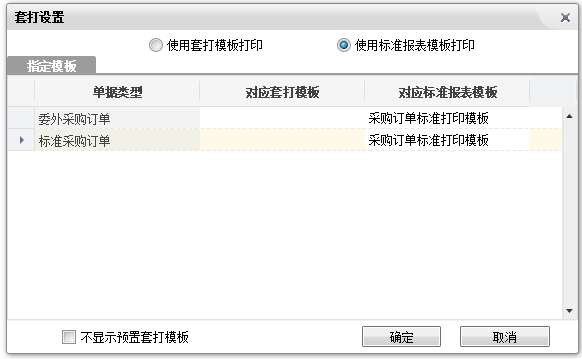 套打设置
使用套打模板打印 使用标准报表模板打印
指定模板
单据类型 对应套打模板 对应标准报表模板
委外采购订单 采购订单标准打印模板
标准采购订单 采购订单标准打印模板
不显示预置套打模板 确定 取消